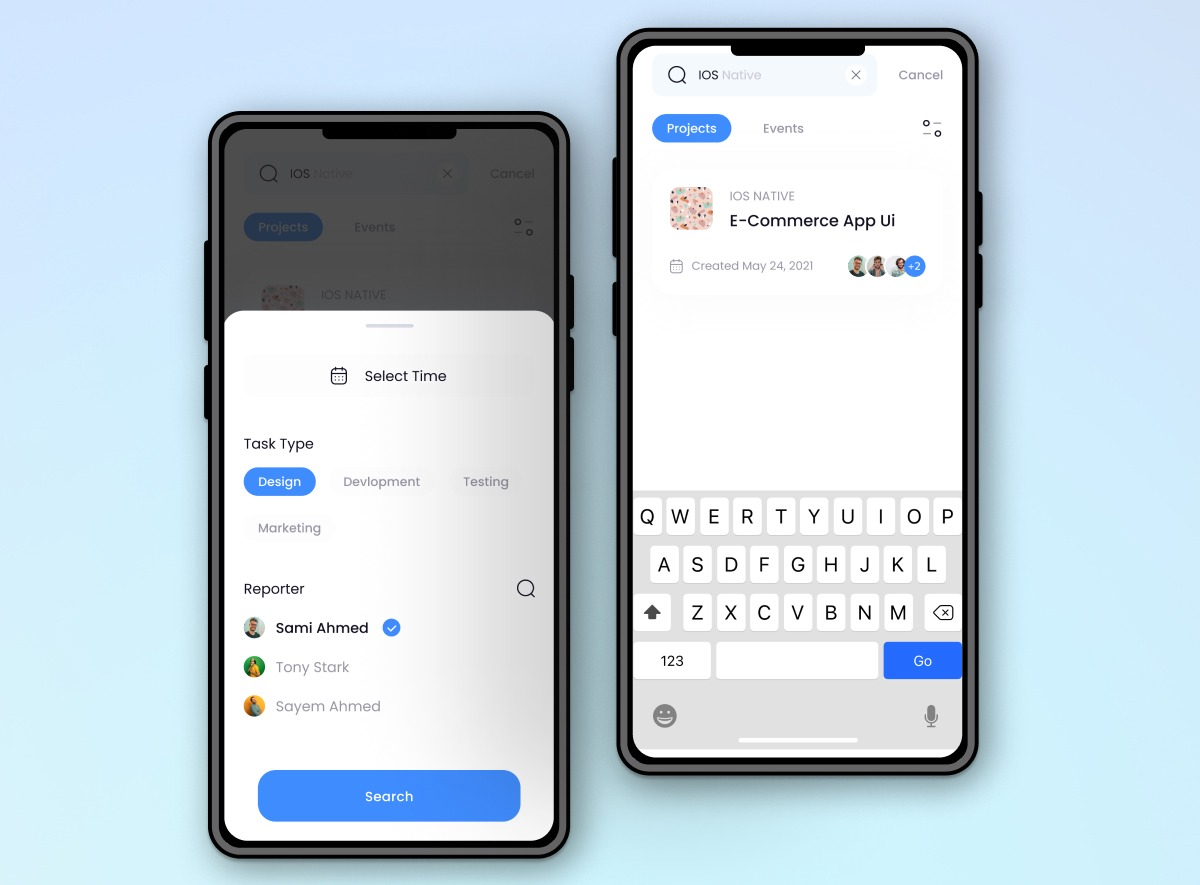 IOS Native
Cancel
Projects
Events
IOS NATIVE
Select Time
Task Type
Design
Devlopment
Testing
Marketing
Reporter
Sami Ahmed
Tony Stark
Sayem Ahmed
Search
IOS Native
Cancel
Projects
Events
IOS NATIVE
E-Commerce App Ui
Created May 24, 2021
+2
Q W E R T Y U I O P
A S D F G H J K L
Z X C V B N M
123
Go